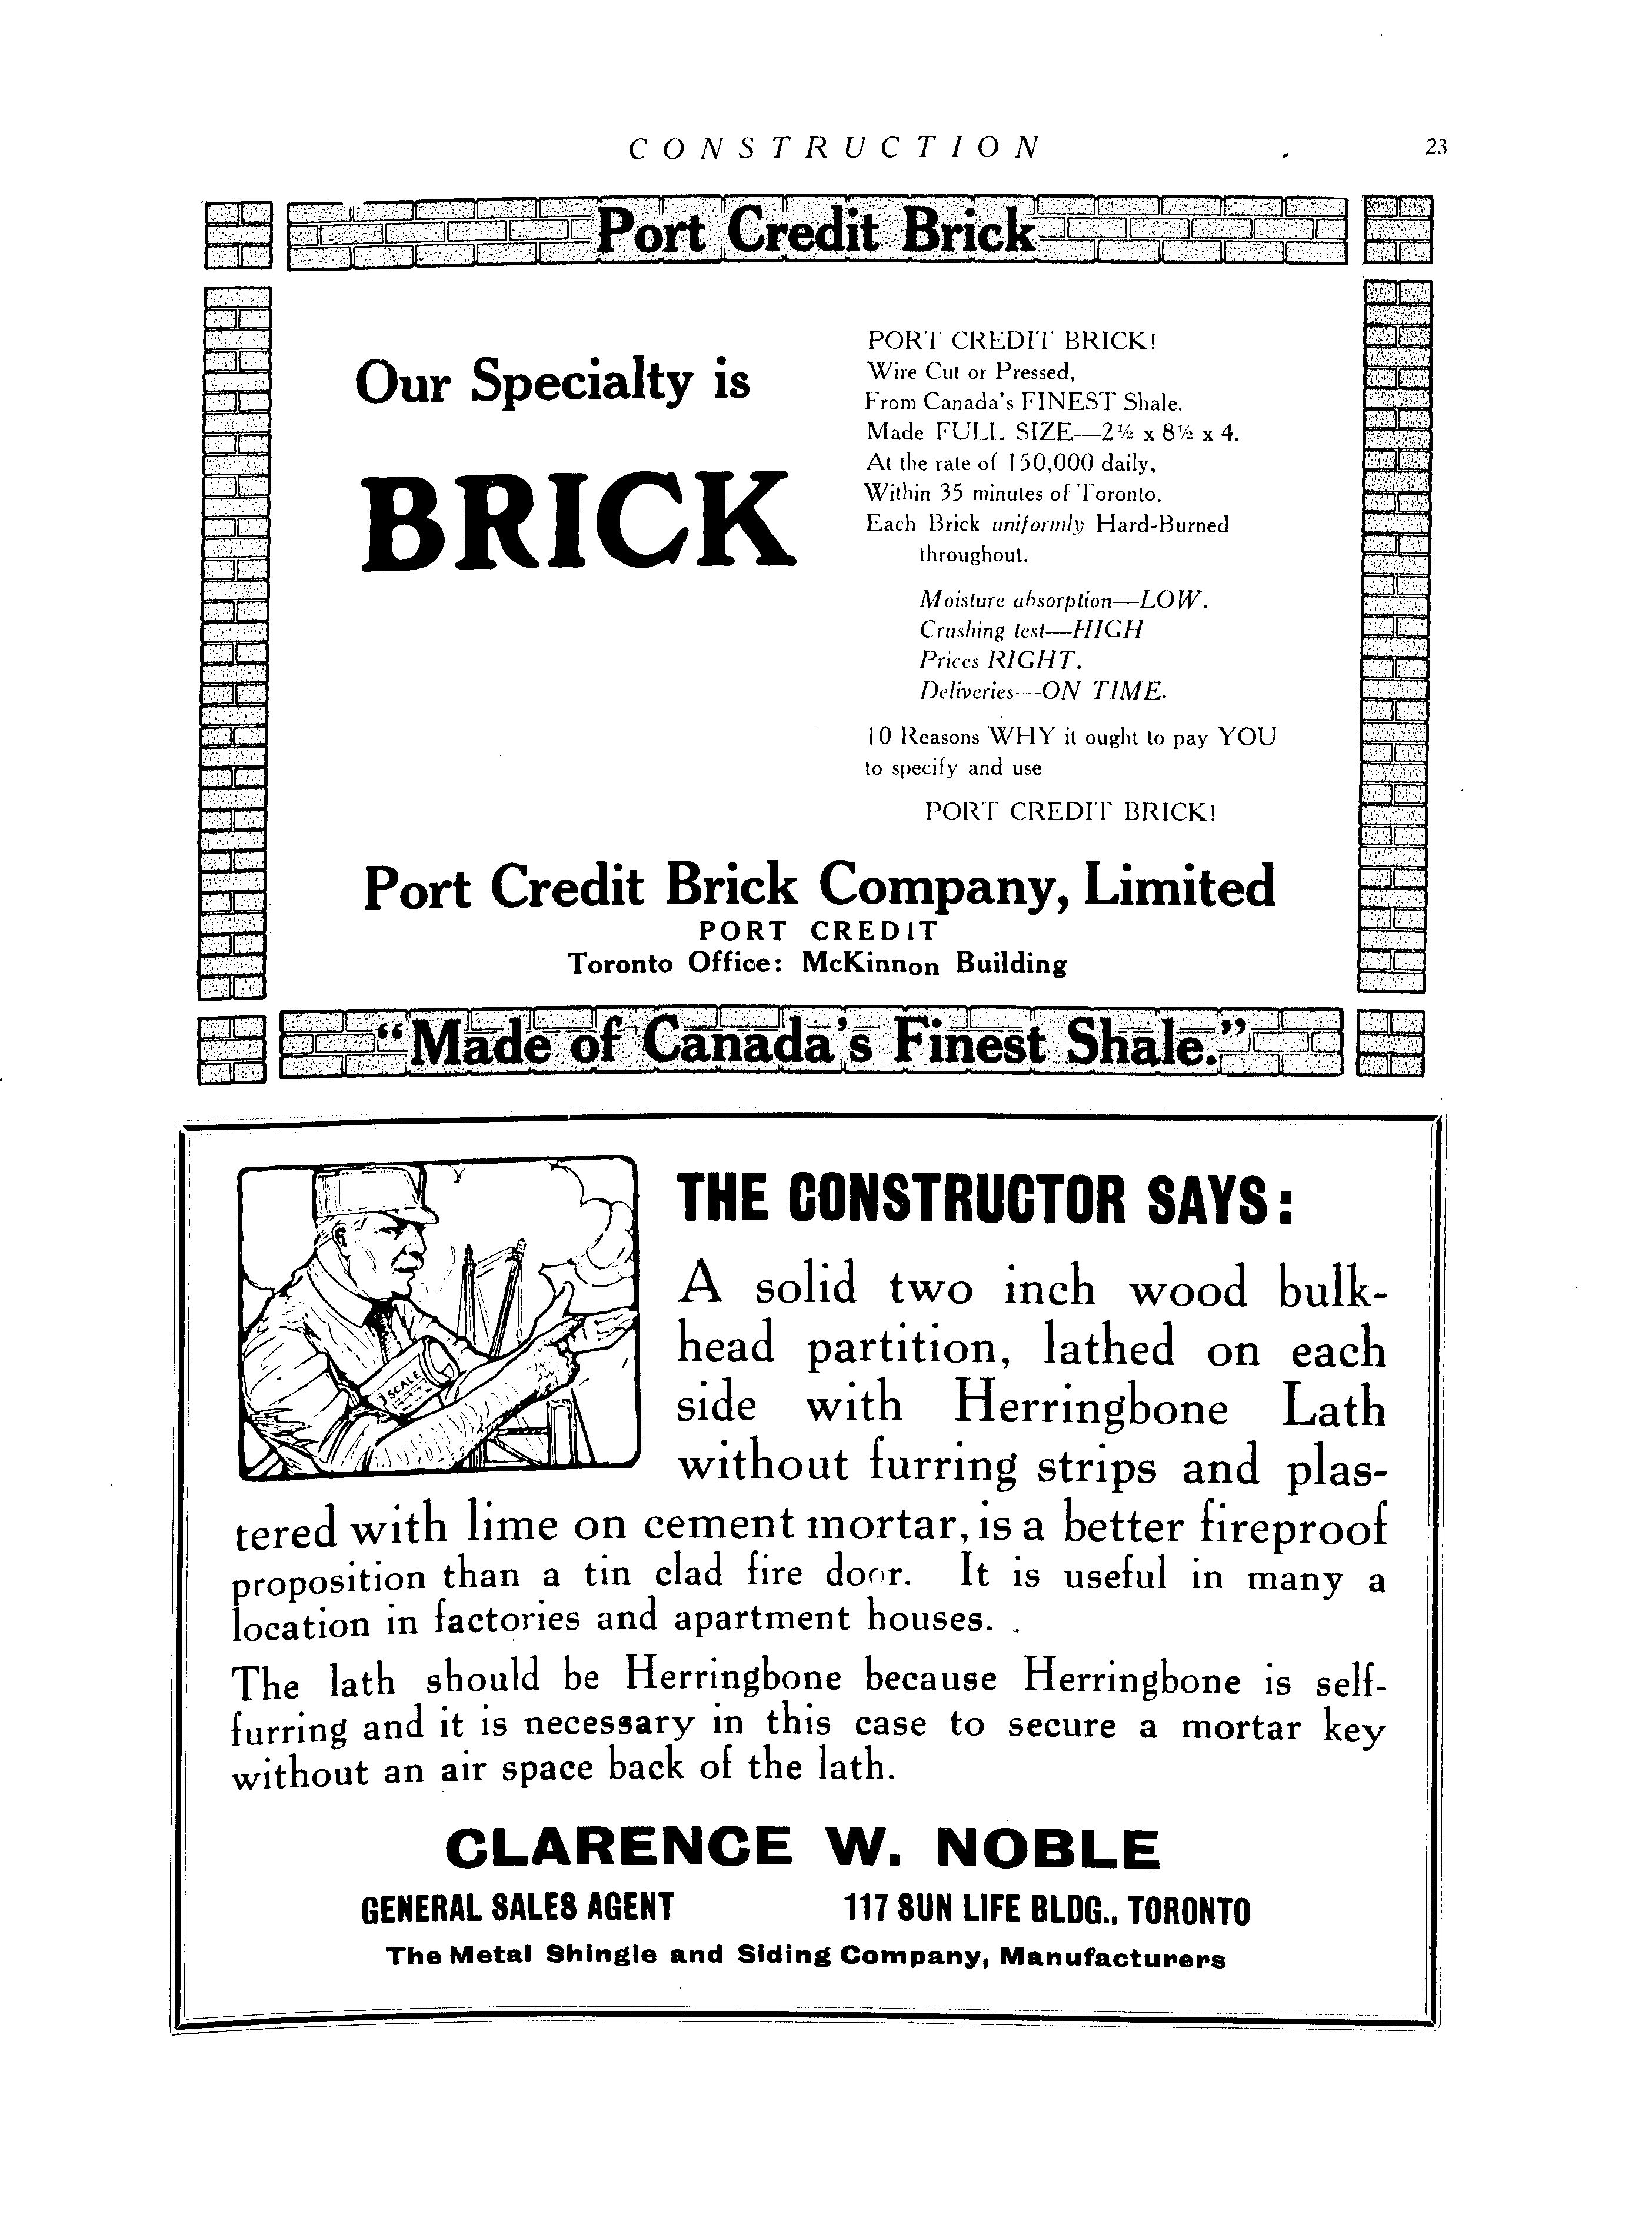 CONSTRUCTION
23
Port Credit Brick
Our Specialty is
BRICK
PORT CREDIT BRICK!
Wire Cut or Pressed,
From Canada's FINEST Shale.
Made FULL SIZE—2½ x 8½ x 4.
At the rate of 150,000 daily,
Within 35 minutes of Toronto.
Each Brick uniformly Hard-Burned
throughout.
Moisture absorption—LOW.
Crushing test—HIGH
Prices RIGHT.
Deliveries—ON TIME.
10 Reasons WHY it ought to pay YOU
to specify and use
PORT CREDIT BRICK!
Port Credit Brick Company, Limited
PORT CREDIT
Toronto Office: McKinnon Building
"Made of Canada's Finest Shale."
SCALE
THE CONSTRUCTOR SAYS:
A solid two inch wood bulk-
head partition, lathed on each
side with Herringbone Lath
without furring strips and plas-
tered with lime on cement mortar, is a better fireproof
proposition than a tin clad fire door. It is useful in many a
location in factories and apartment houses.
The lath should be Herringbone because Herringbone is self-
furring and it is necessary in this case to secure a mortar key
without an air space back of the lath.
CLARENCE W. NOBLE
GENERAL SALES AGENT 117 SUN LIFE BLDG., TORONTO
The Metal Shingle and Siding Company, Manufacturers